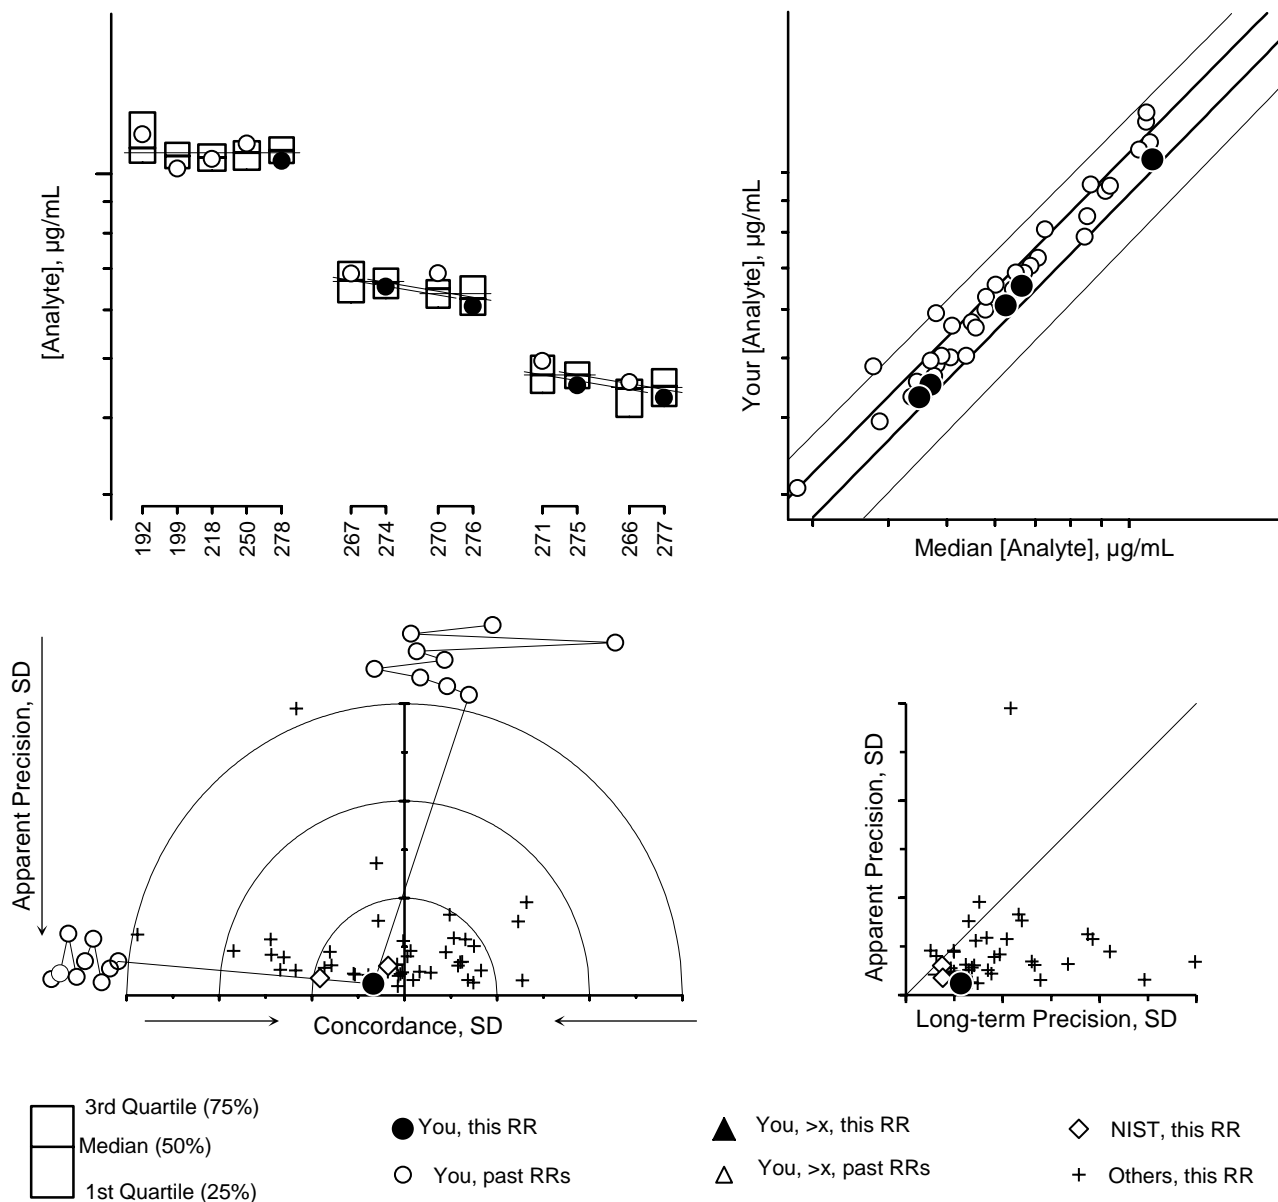 [Analyte], µg/mL
192
199
218
250
278
267
274
270
276
271
275
266
277
Your [Analyte], µg/mL
Median [Analyte], µg/mL
Apparent Precision, SD
Concordance, SD
Apparent Precision, SD
Long-term Precision, SD
3rd Quartile (75%)
Median (50%)
1st Quartile (25%)
You, this RR
You, past RRs
You, >x, this RR
You, >x, past RRs
NIST, this RR
Others, this RR